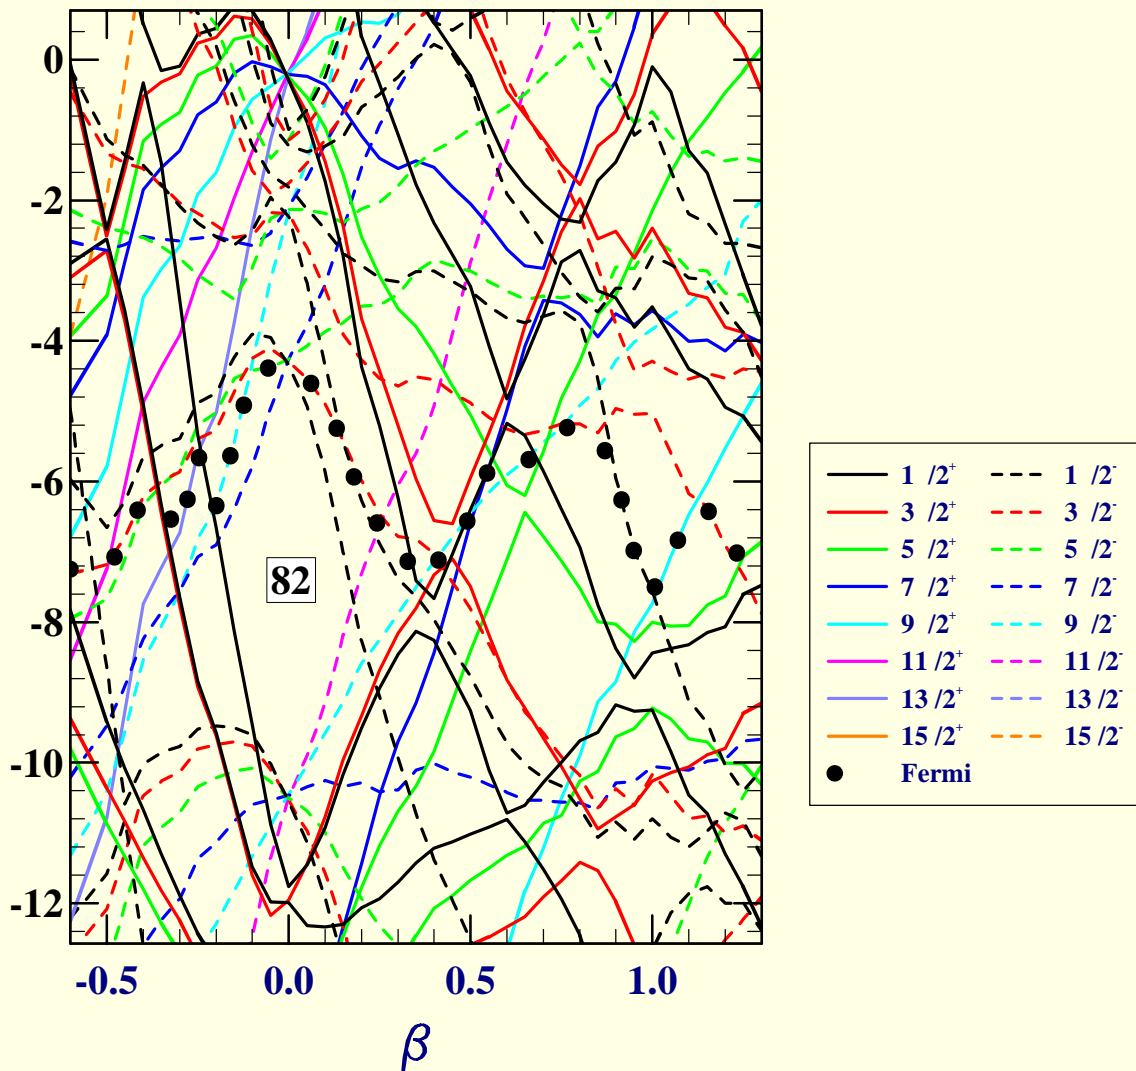 0
-2
-4
-6
-8
-10
-12
82
-0.5 0.0 0.5 1.0
β
1 /2⁺ 1 /2⁻
3 /2⁺ 3 /2⁻
5 /2⁺ 5 /2⁻
7 /2⁺ 7 /2⁻
9 /2⁺ 9 /2⁻
11 /2⁺ 11 /2⁻
13 /2⁺ 13 /2⁻
15 /2⁺ 15 /2⁻
Fermi